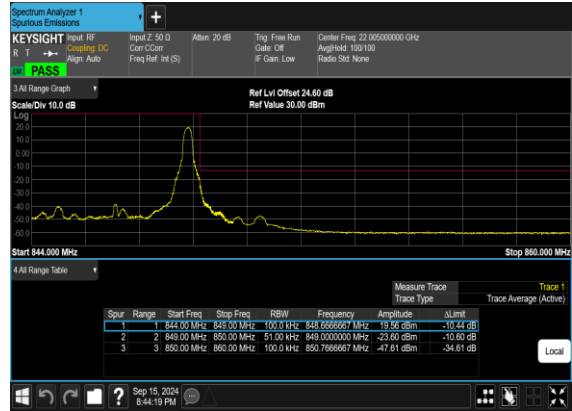 Spectrum Analyzer 1
Spurious Emissions
KEYSIGHT Input: RF Input Z: 50 Ω Atten: 20 dB Trig: Free Run Center Freq: 22.005000000 GHz
R T Coupling: DC Corr CCorr Gate: Off Avg|Hold: 100/100
Align: Auto Freq Ref: Int (S) IF Gain: Low Radio Std: None
PASS
3 All Range Graph
Ref Lvl Offset 24.60 dB
Scale/Div 10.0 dB Ref Value 30.00 dBm
Log
20.0
10.0
0.00
-10.0
-20.0
-30.0
-40.0
-50.0
-60.0
Start 844.000 MHz Stop 860.000 MHz
4 All Range Table
Measure Trace Trace 1
Trace Type Trace Average (Active)
Spur Range Start Freq Stop Freq RBW Frequency Amplitude ΔLimit
1 1 844.00 MHz 849.00 MHz 100.0 kHz 848.6666667 MHz 19.56 dBm -10.44 dB
2 2 849.00 MHz 850.00 MHz 51.00 kHz 849.0000000 MHz -23.60 dBm -10.60 dB
3 3 850.00 MHz 860.00 MHz 100.0 kHz 850.7666667 MHz -47.61 dBm -34.61 dB
Local
Sep 15, 2024
8:44:19 PM